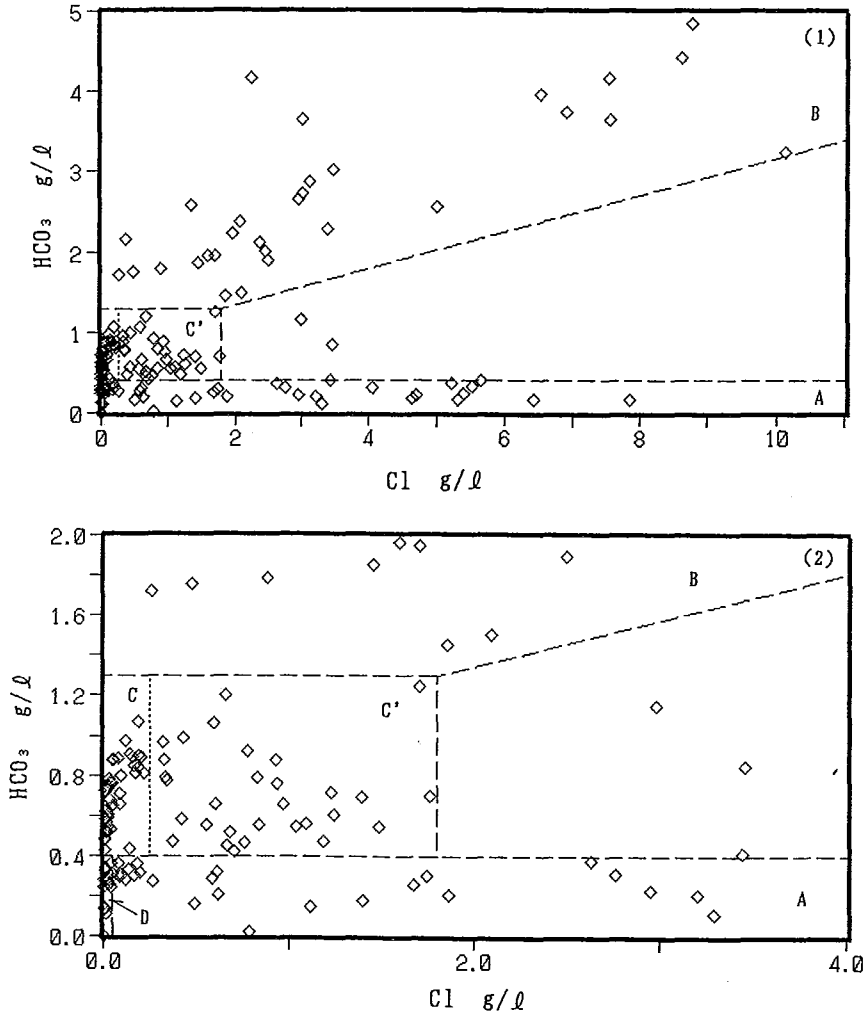 (1)
5
4
3
2
1
0
HCO₃ g/ℓ
B
C'
A
0 2 4 6 8 10
Cl g/ℓ
(2)
2.0
1.6
1.2
0.8
0.4
0.0
HCO₃ g/ℓ
B
C
C'
A
D
0.0 2.0 4.0
Cl g/ℓ